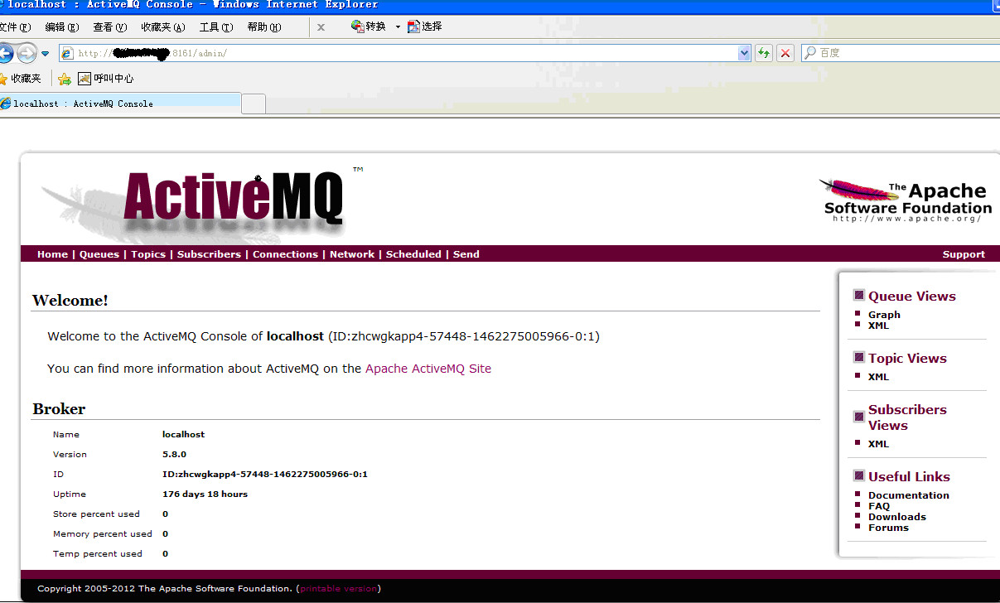 localhost : ActiveMQ Console - Windows Internet Explorer
文件(F) 编辑(E) 查看(V) 收藏夹(A) 工具(T) 帮助(H) 转换 选择
http:// 8161/admin/ 百度
收藏夹 呼叫中心
localhost : ActiveMQ Console
ActiveMQ TM
The Apache
Software Foundation
http://www.apache.org/
Home | Queues | Topics | Subscribers | Connections | Network | Scheduled | Send Support
Welcome!
Welcome to the ActiveMQ Console of localhost (ID:zhcwgkapp4-57448-1462275005966-0:1)
You can find more information about ActiveMQ on the Apache ActiveMQ Site
Broker
Name localhost
Version 5.8.0
ID ID:zhcwgkapp4-57448-1462275005966-0:1
Uptime 176 days 18 hours
Store percent used 0
Memory percent used 0
Temp percent used 0
Queue Views
Graph
XML
Topic Views
XML
Subscribers
Views
XML
Useful Links
Documentation
FAQ
Downloads
Forums
Copyright 2005-2012 The Apache Software Foundation. (printable version)